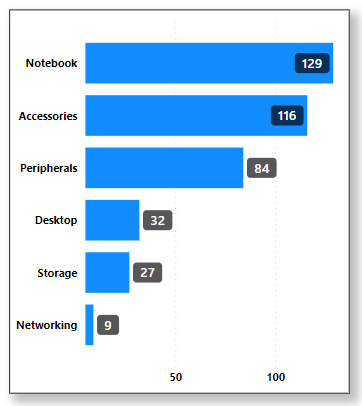 Notebook 129
Accessories 116
Peripherals 84
Desktop 32
Storage 27
Networking 9
50 100